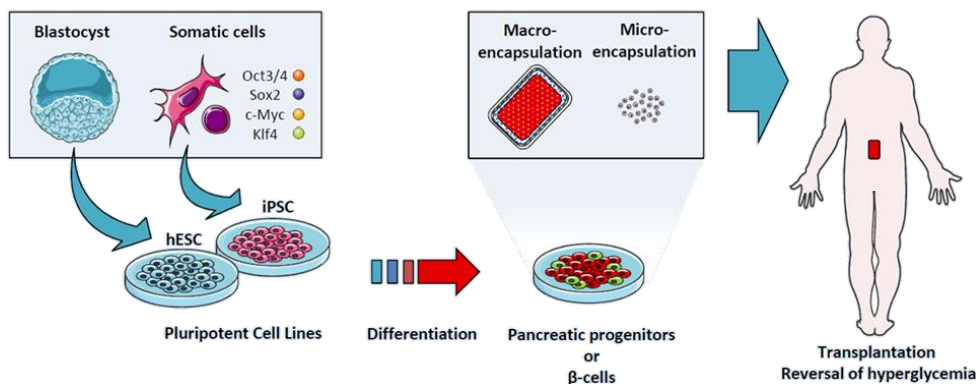 Blastocyst
Somatic cells
Oct3/4
Sox2
c-Myc
Klf4
iPSC
hESC
Pluripotent Cell Lines
Differentiation
Macro-
encapsulation
Micro-
encapsulation
Pancreatic progenitors
or
β-cells
Transplantation
Reversal of hyperglycemia